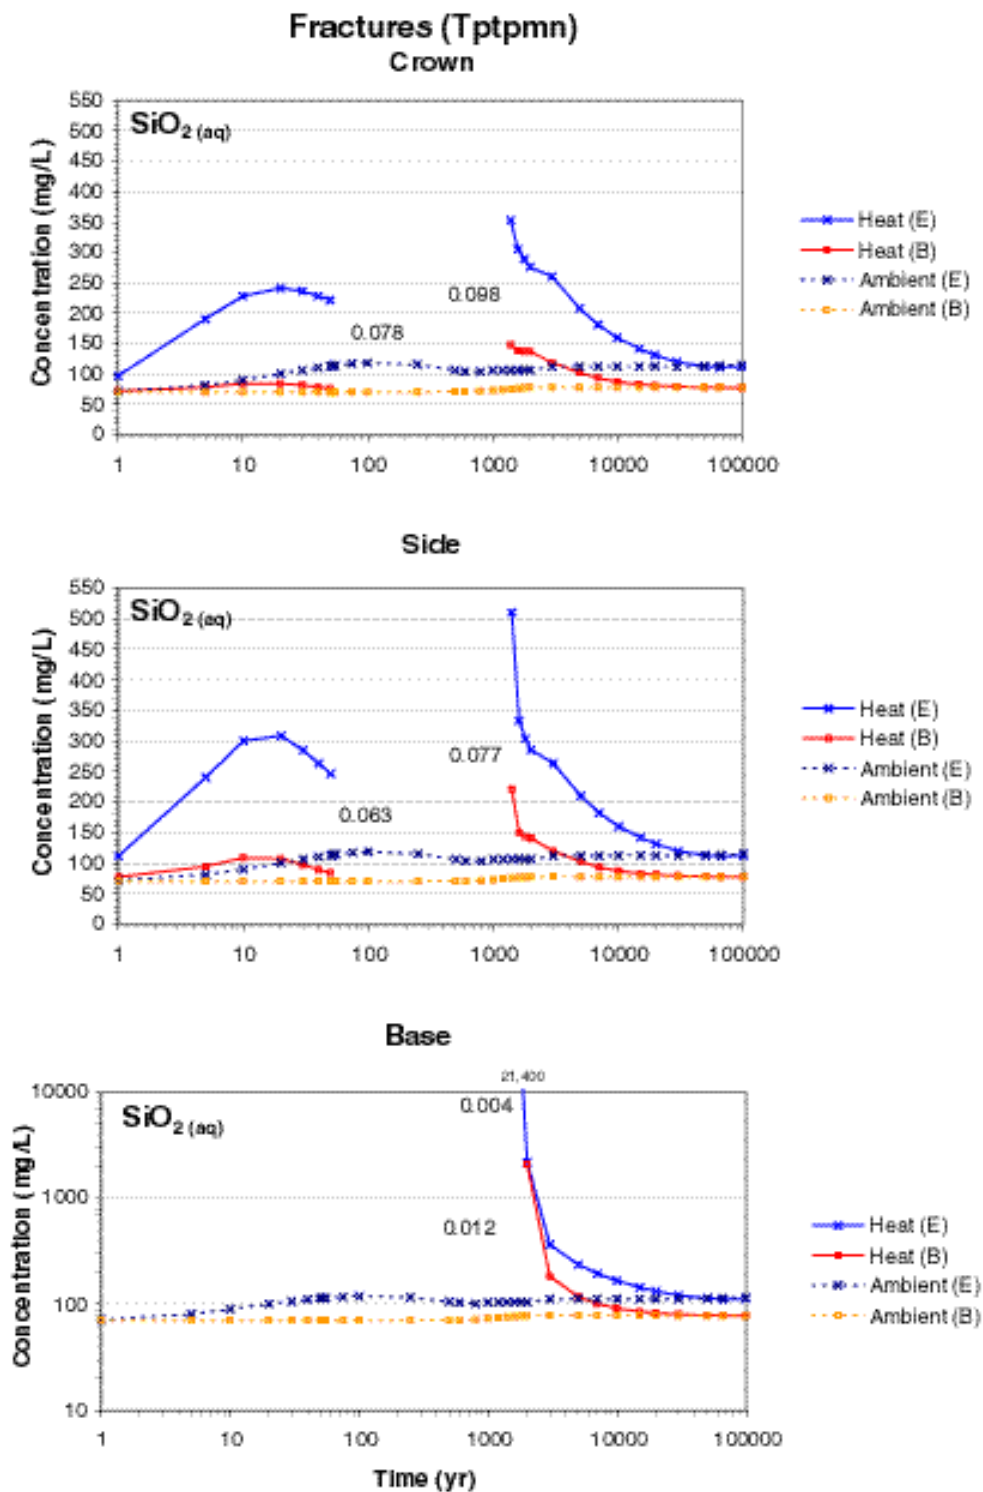 Fractures (Tptpmn)
Crown
SiO2 (aq)
Concentration (mg/L)
550
500
450
400
350
300
250
200
150
100
50
0
0.098
0.078
1
10
100
1000
10000
100000
Heat (E)
Heat (B)
Ambient (E)
Ambient (B)
Side
SiO2 (aq)
Concentration (mg/L)
550
500
450
400
350
300
250
200
150
100
50
0
0.077
0.063
1
10
100
1000
10000
100000
Heat (E)
Heat (B)
Ambient (E)
Ambient (B)
Base
21,400
SiO2 (aq)
Concentration (mg/L)
10000
1000
100
10
0.004
0.012
1
10
100
1000
10000
100000
Heat (E)
Heat (B)
Ambient (E)
Ambient (B)
Time (yr)